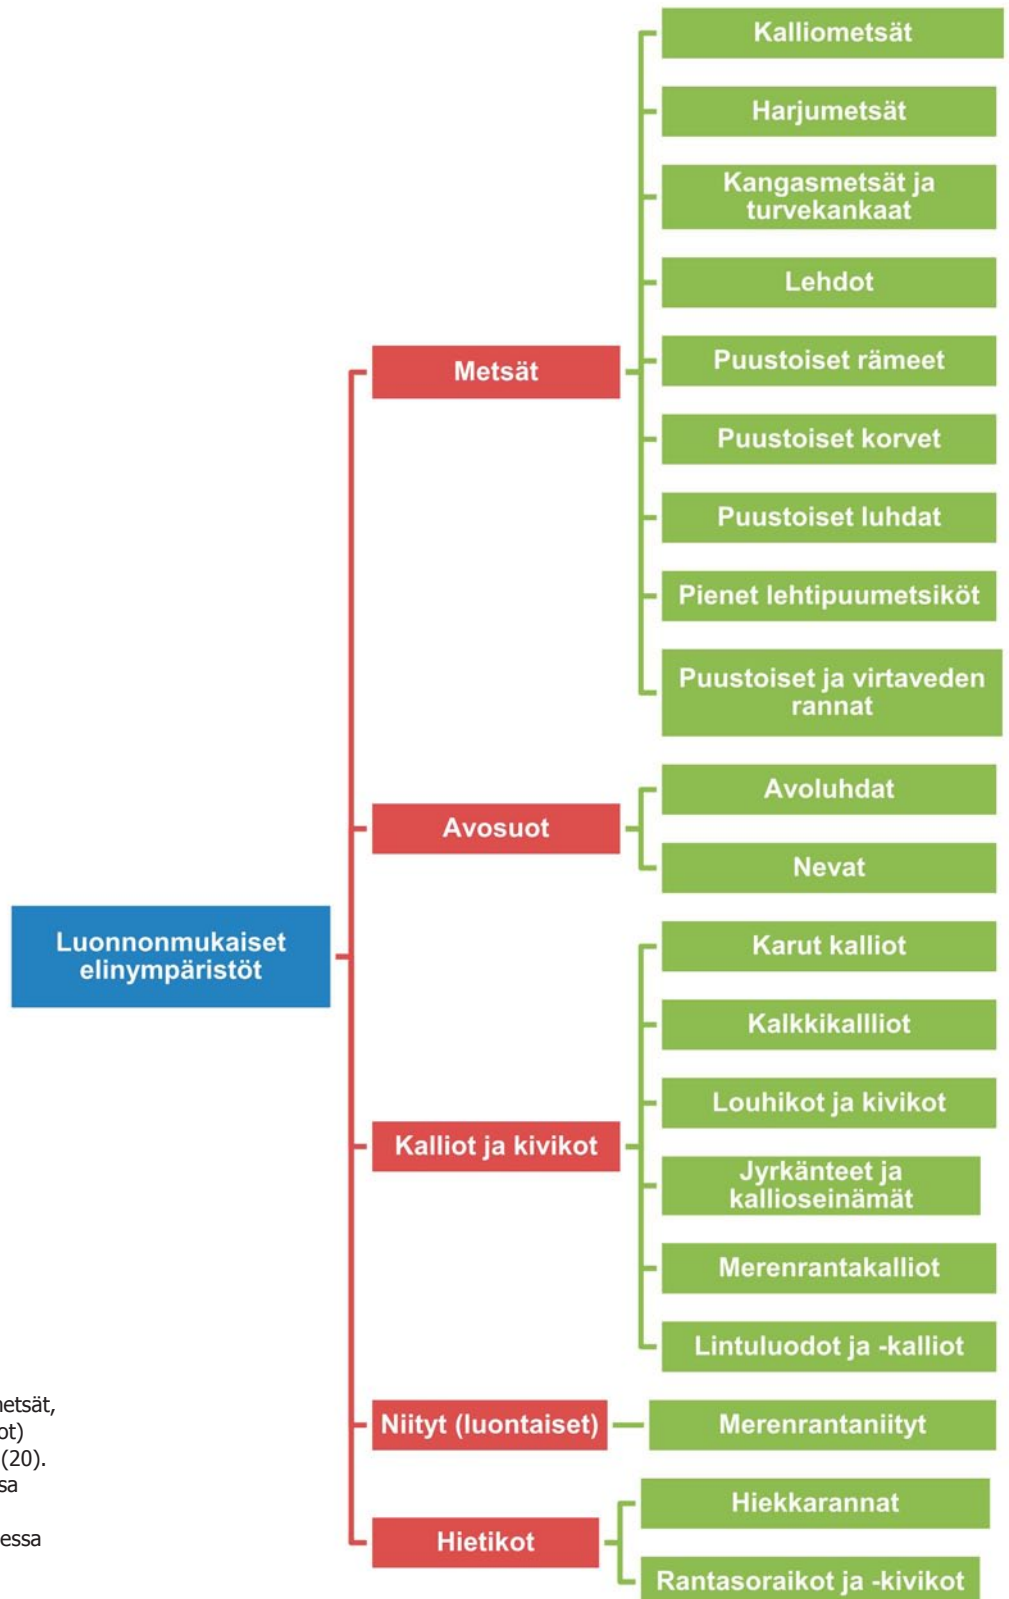 Luonnonmukaiset
elinympäristöt
Metsät
Kalliometsät
Harjumetsät
Kangasmetsät ja
turvekankaat
Lehdot
Puustoiset rämeet
Puustoiset korvet
Puustoiset luhdat
Pienet lehtipuumetsiköt
Puustoiset ja virtaveden
rannat
Avosuot
Avoluhdat
Nevat
Kalliot ja kivikot
Karut kalliot
Kalkkikallliot
Louhikot ja kivikot
Jyrkänteet ja
kallioseinämät
Merenrantakalliot
Lintuluodot ja -kalliot
Niityt (luontaiset)
Merenrantaniityt
Hietikot
Hiekkarannat
Rantasoraikot ja -kivikot
(20).